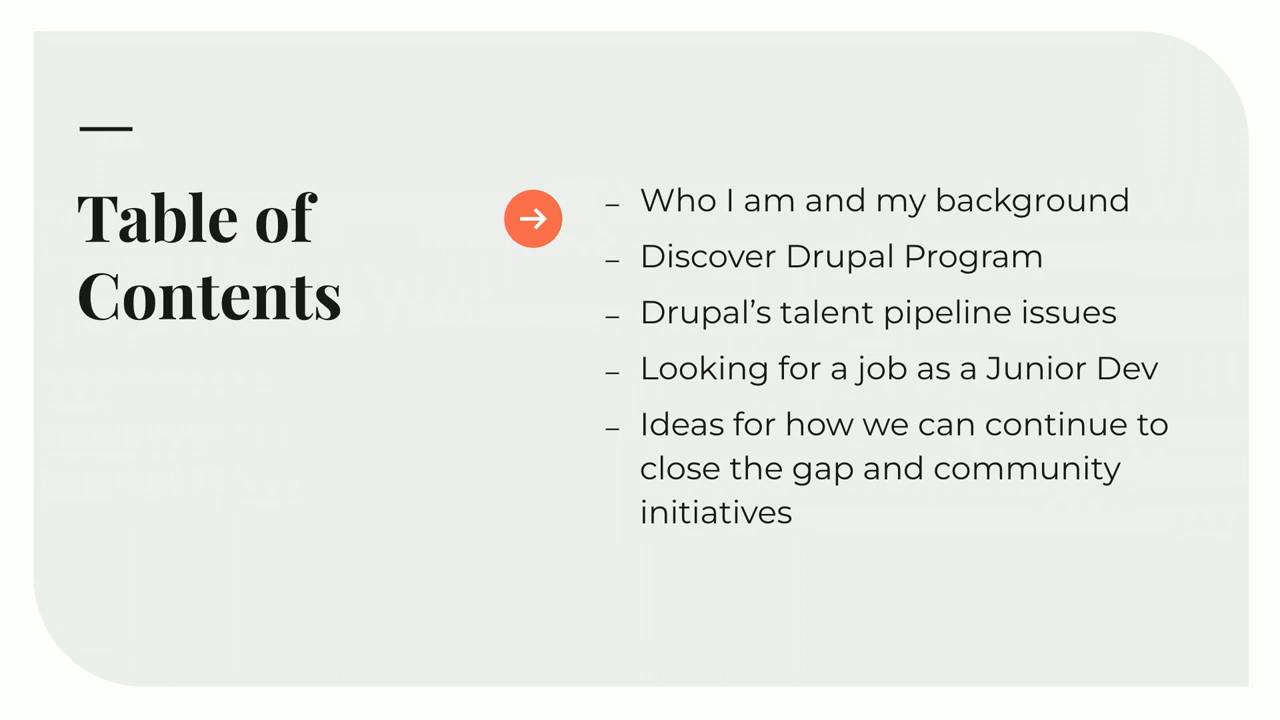 Table of
Contents
– Who I am and my background
– Discover Drupal Program
– Drupal’s talent pipeline issues
– Looking for a job as a Junior Dev
– Ideas for how we can continue to
close the gap and community
initiatives